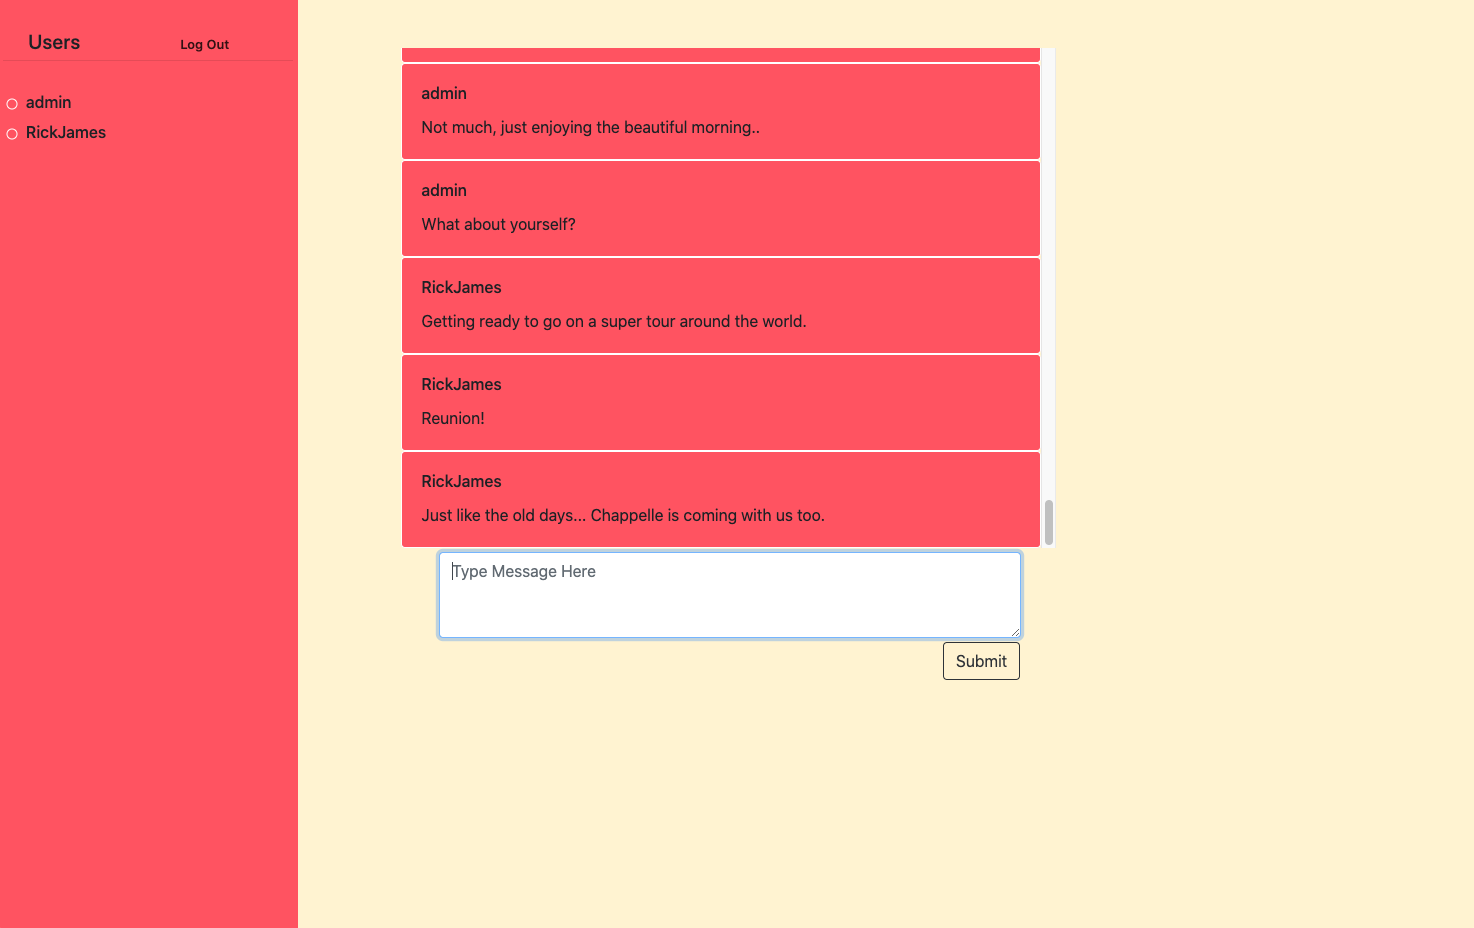 Users
Log Out
admin
RickJames
admin
Not much, just enjoying the beautiful morning..
admin
What about yourself?
RickJames
Getting ready to go on a super tour around the world.
RickJames
Reunion!
RickJames
Just like the old days... Chappelle is coming with us too.
Type Message Here
Submit